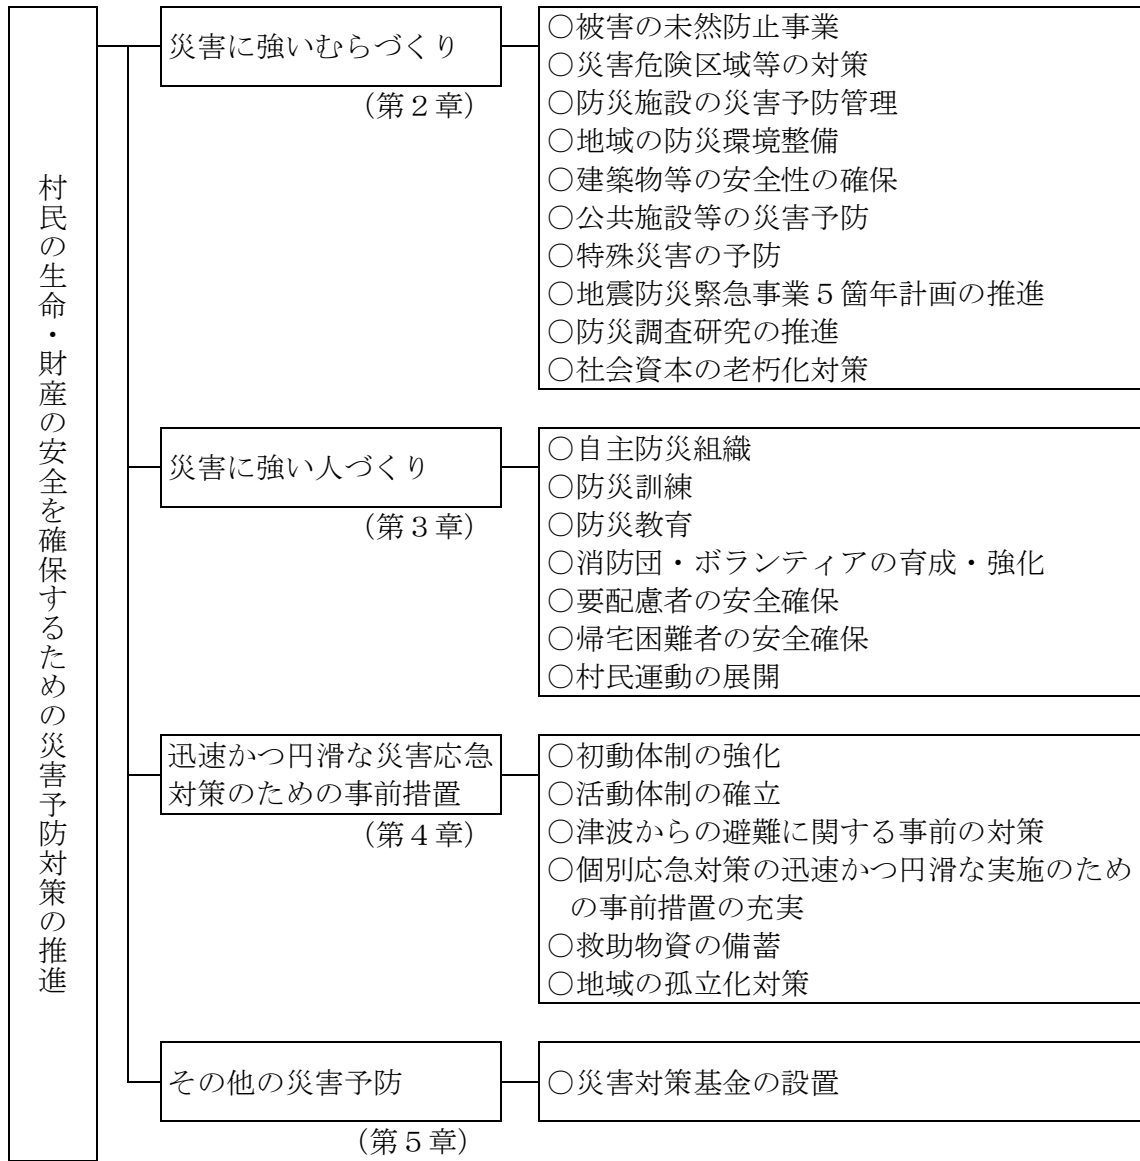 村民の生命・財産の安全を確保するための災害予防対策の推進
災害に強いむらづくり
(第2章)
○被害の未然防止事業
○災害危険区域等の対策
○防災施設の災害予防管理
○地域の防災環境整備
○建築物等の安全性の確保
○公共施設等の災害予防
○特殊災害の予防
○地震防災緊急事業5箇年計画の推進
○防災調査研究の推進
○社会資本の老朽化対策
災害に強い人づくり
(第3章)
○自主防災組織
○防災訓練
○防災教育
○消防団・ボランティアの育成・強化
○要配慮者の安全確保
○帰宅困難者の安全確保
○村民運動の展開
迅速かつ円滑な災害応急
対策のための事前措置
(第4章)
○初動体制の強化
○活動体制の確立
○津波からの避難に関する事前の対策
○個別応急対策の迅速かつ円滑な実施のため
の事前措置の充実
○救助物資の備蓄
○地域の孤立化対策
その他の災害予防
(第5章)
○災害対策基金の設置